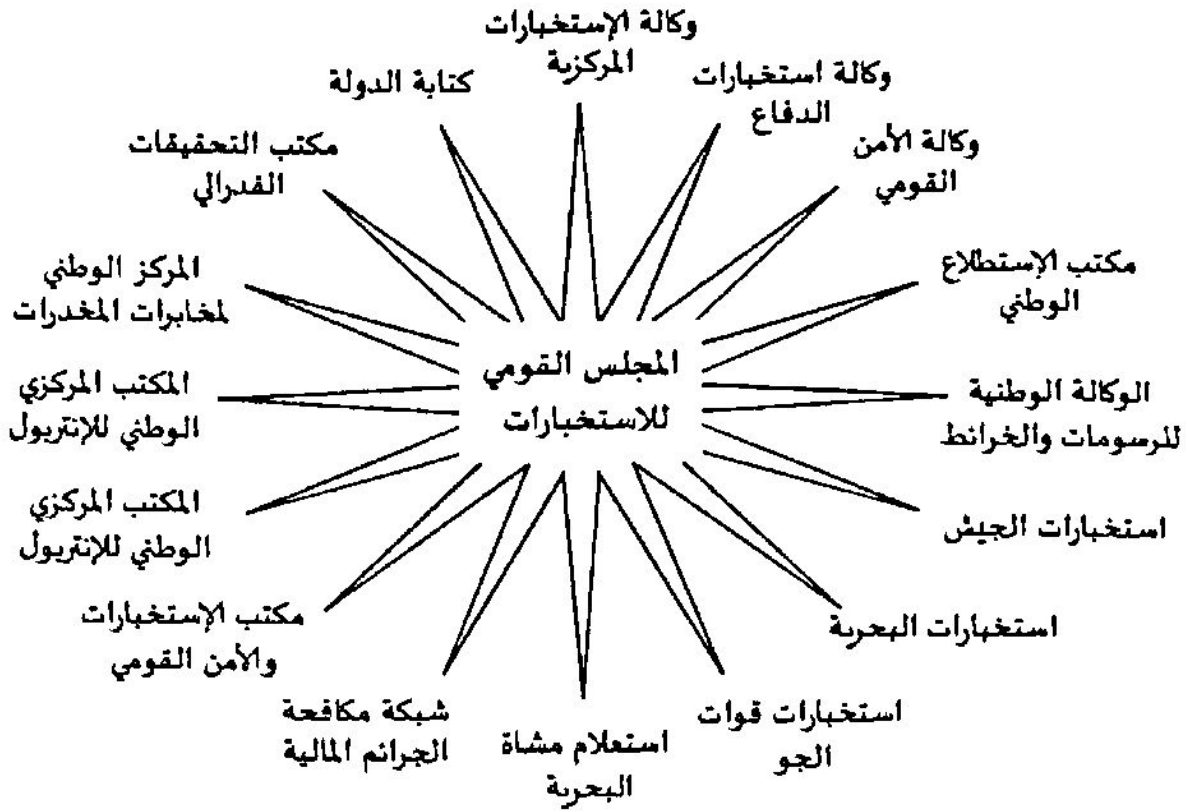 وكالة الإستخبارات
المركزية
وكالة استخبارات
الدفاع
وكالة الأمن
القومي
مكتب الإستطلاع
الوطني
الوكالة الوطنية
للرسومات والخرائط
استخبارات الجيش
استخبارات البحرية
استخبارات قوات
الجو
استعلام مشاة
البحرية
شبكة مكافحة
الجرائم المالية
مكتب الإستخبارات
والأمن القومي
المكتب المركزي
الوطني للإنتربول
المكتب المركزي
الوطني للإنتربول
المركز الوطني
لمخابرات المخدرات
مكتب التحقيقات
الفدرالي
كتابة الدولة
المجلس القومي
للاستخبارات